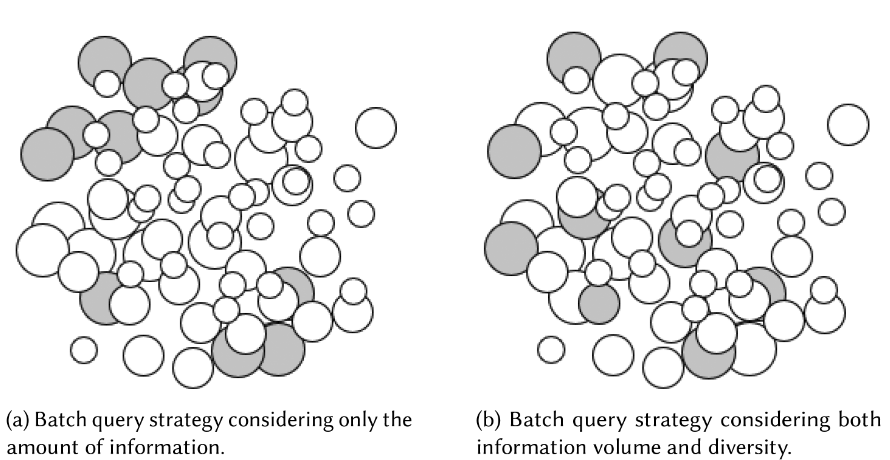 (a) Batch query strategy considering only the
amount of information.
(b) Batch query strategy considering both
information volume and diversity.